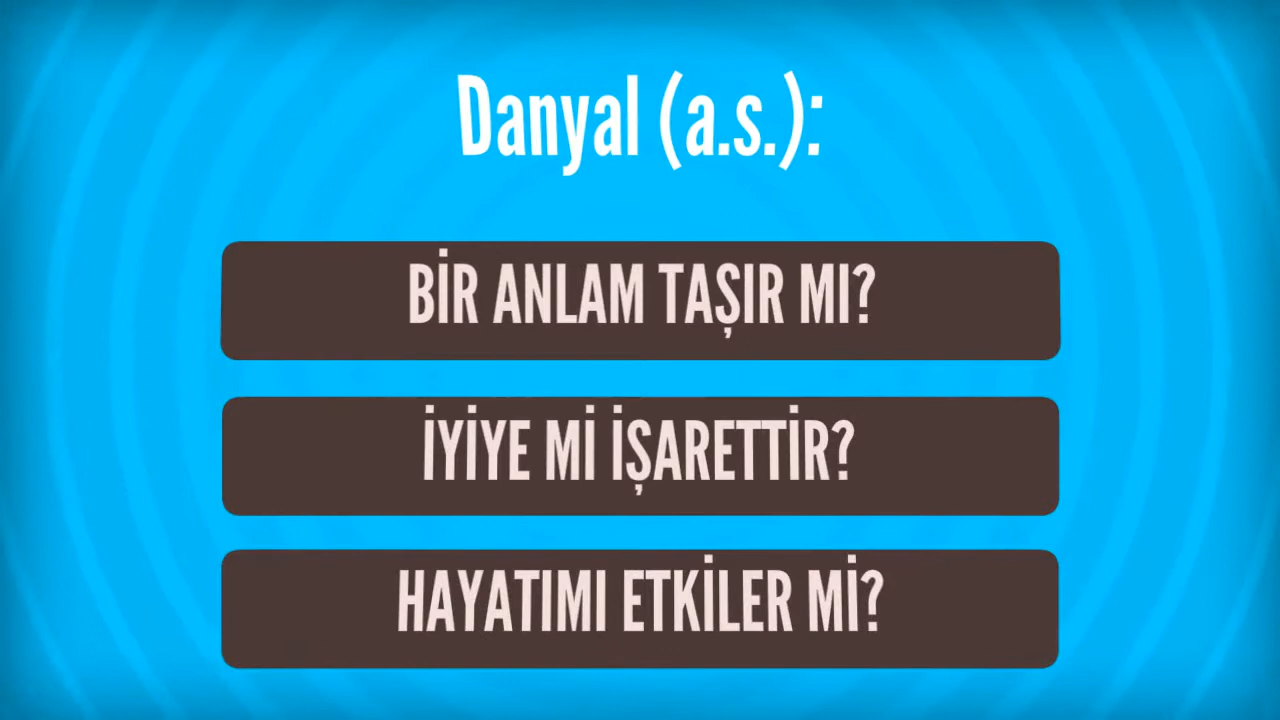 Danyal (a.s.):
BİR ANLAM TAŞIR MI?
İYİYE Mİ İŞARETTİR?
HAYATIMI ETKİLER Mİ?